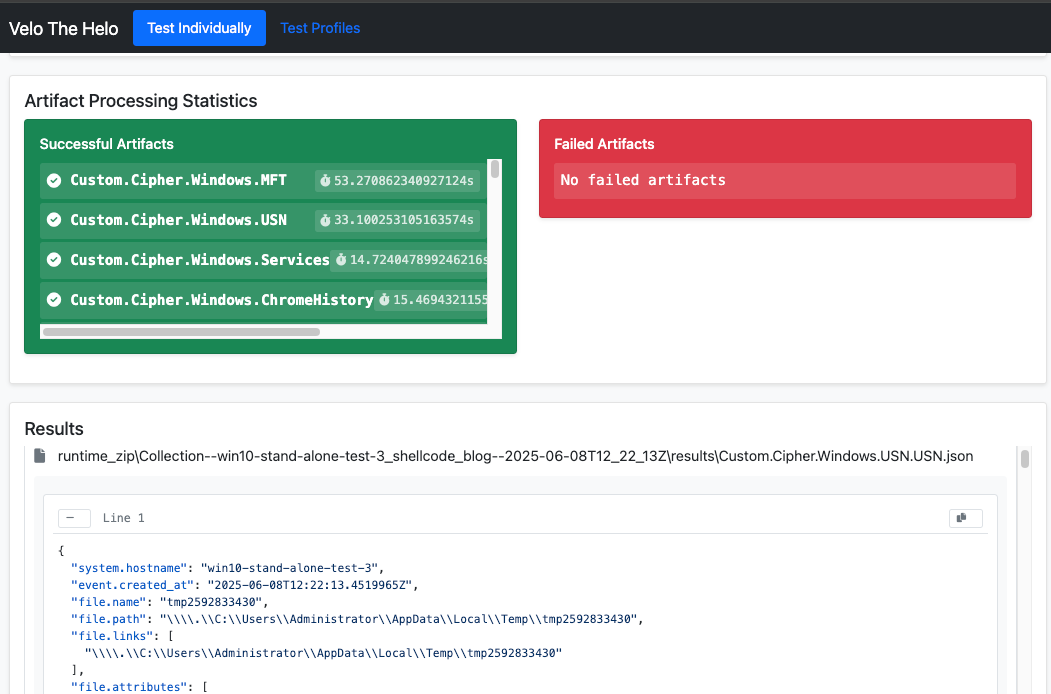 Velo The Helo Test Individually Test Profiles
Artifact Processing Statistics
Successful Artifacts
Custom.Cipher.Windows.MFT 53.270862340927124s
Custom.Cipher.Windows.USN 33.100253105163574s
Custom.Cipher.Windows.Services 14.724047899246216s
Custom.Cipher.Windows.ChromeHistory 15.4694321155
Failed Artifacts
No failed artifacts
Results
runtime_zip\Collection--win10-stand-alone-test-3_shellcode_blog--2025-06-08T12_22_13Z\results\Custom.Cipher.Windows.USN.USN.json
— Line 1
{
"system.hostname": "win10-stand-alone-test-3",
"event.created_at": "2025-06-08T12:22:13.4519965Z",
"file.name": "tmp2592833430",
"file.path": "\\\\.\\C:\\Users\\Administrator\\AppData\\Local\\Temp\\tmp2592833430",
"file.links": [
"\\\\.\\C:\\Users\\Administrator\\AppData\\Local\\Temp\\tmp2592833430"
],
"file.attributes": [